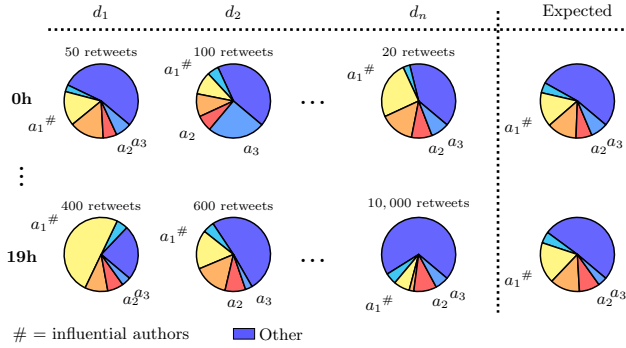 d₁ d₂ dₙ Expected
50 retweets 100 retweets 20 retweets
a₁# a₁#
0h
a₁# a₂ a₃ a₂ a₃ ... a₂ a₃ a₁# a₂ a₃
⋮
400 retweets 600 retweets 10,000 retweets
a₁# a₁#
19h ...
a₂ a₃ a₂ a₃ a₁# a₂ a₃ a₁# a₂ a₃
# = influential authors Other